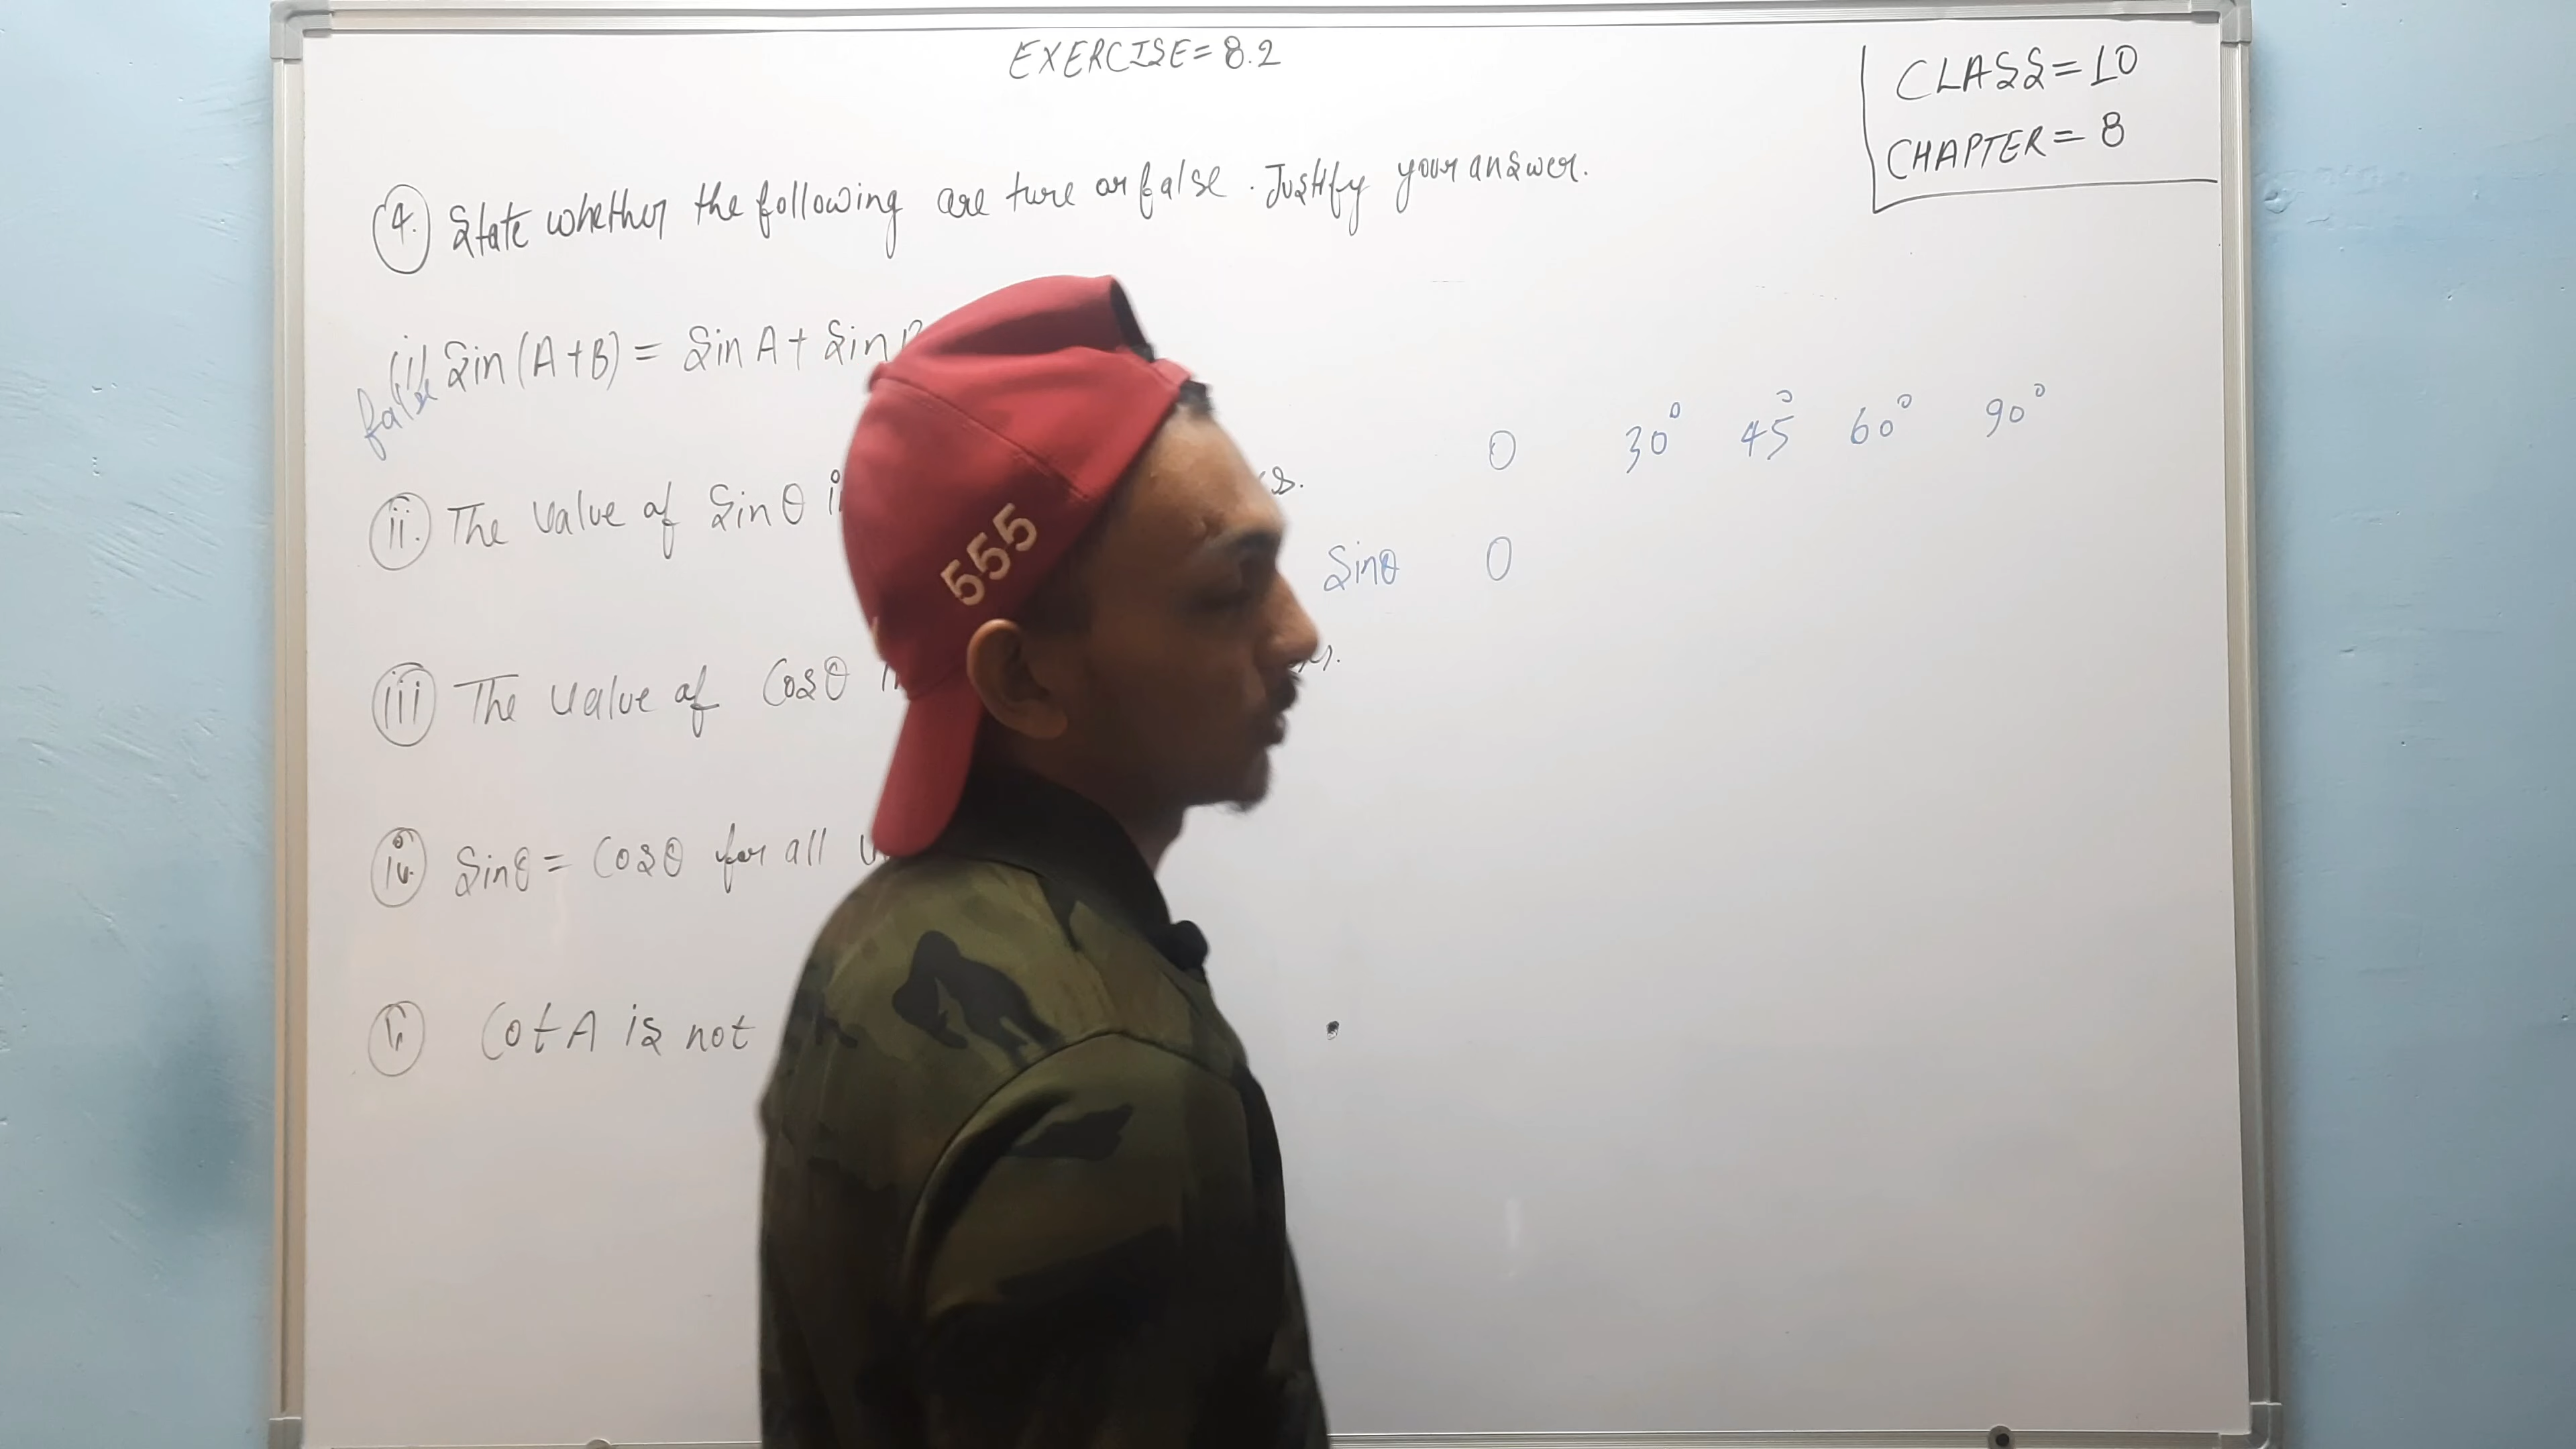 EXERCISE = 8.2
CLASS = 10
CHAPTER = 8
4. State whether the following are ture or false. Justify your answer.
(i) Sin (A+B) = Sin A + Sin
false
ii. The value of Sinθ
0 30° 45° 60° 90°
Sinθ 0
iii The value of Cosθ
iv. Sinθ = Cosθ for all
v. Cot A is not
555